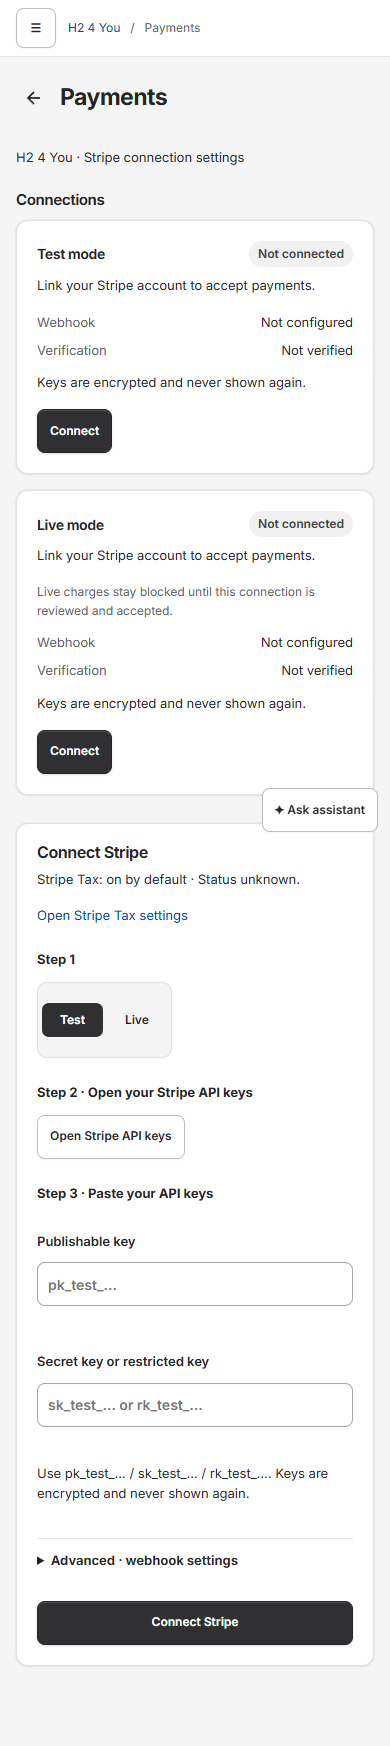 ☰ H2 4 You / Payments
← Payments
H2 4 You · Stripe connection settings
Connections
Test mode Not connected
Link your Stripe account to accept payments.
Webhook Not configured
Verification Not verified
Keys are encrypted and never shown again.
Connect
Live mode Not connected
Link your Stripe account to accept payments.
Live charges stay blocked until this connection is
reviewed and accepted.
Webhook Not configured
Verification Not verified
Keys are encrypted and never shown again.
Connect
✦ Ask assistant
Connect Stripe
Stripe Tax: on by default · Status unknown.
Open Stripe Tax settings
Step 1
Test Live
Step 2 · Open your Stripe API keys
Open Stripe API keys
Step 3 · Paste your API keys
Publishable key
pk_test_...
Secret key or restricted key
sk_test_... or rk_test_...
Use pk_test_... / sk_test_... / rk_test_.... Keys are
encrypted and never shown again.
▶ Advanced · webhook settings
Connect Stripe